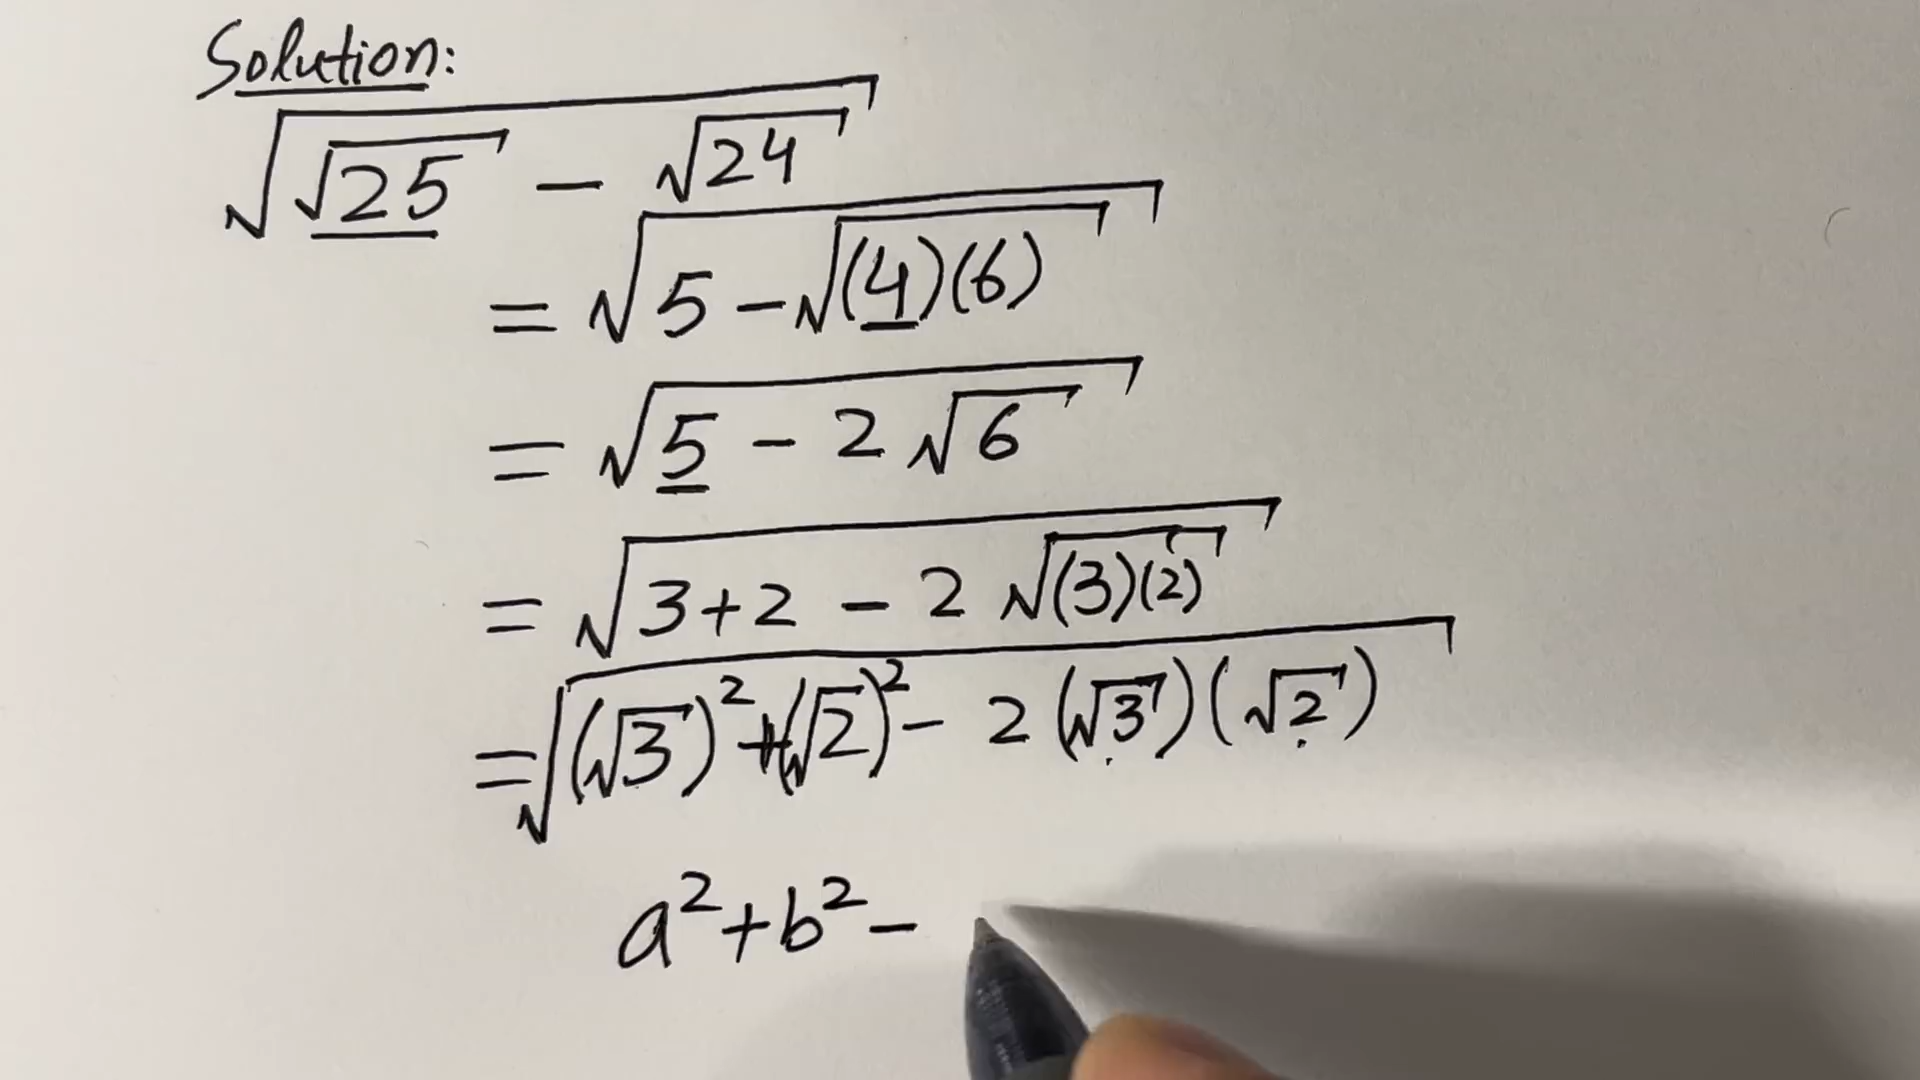 Solution:
√(√25 - √24)
= √(5 - √((4)(6)))
= √(5 - 2√6)
= √(3+2 - 2√((3)(2)))
= √((√3)² + (√2)² - 2(√3)(√2))
a² + b² -